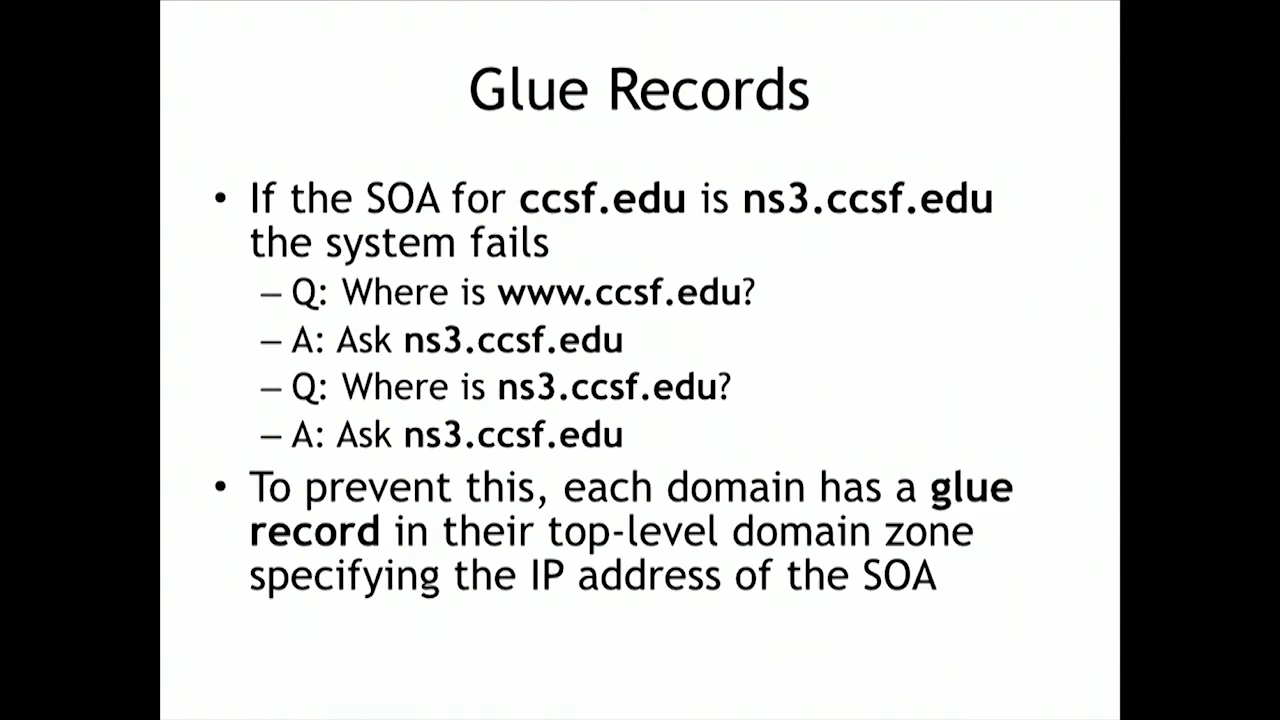 Glue Records
• If the SOA for ccsf.edu is ns3.ccsf.edu
the system fails
– Q: Where is www.ccsf.edu?
– A: Ask ns3.ccsf.edu
– Q: Where is ns3.ccsf.edu?
– A: Ask ns3.ccsf.edu
• To prevent this, each domain has a glue
record in their top-level domain zone
specifying the IP address of the SOA